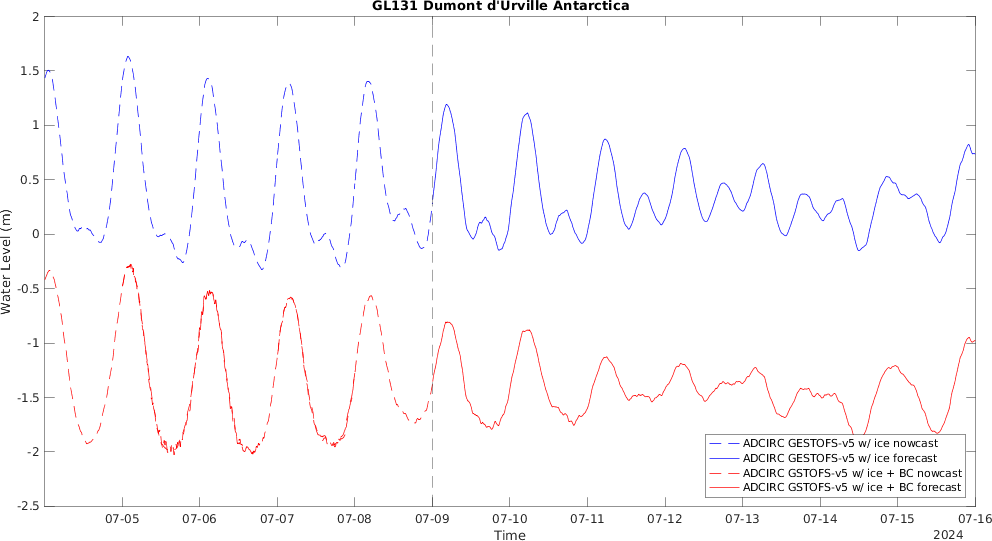 GL131 Dumont d'Urville Antarctica
2
1.5
1
0.5
0
-0.5
-1
-1.5
-2
-2.5
Water Level (m)
ADCIRC GESTOFS-v5 w/ ice nowcast
ADCIRC GESTOFS-v5 w/ ice forecast
ADCIRC GSTOFS-v5 w/ ice + BC nowcast
ADCIRC GSTOFS-v5 w/ ice + BC forecast
07-05 07-06 07-07 07-08 07-09 07-10 07-11 07-12 07-13 07-14 07-15 07-16
Time
2024